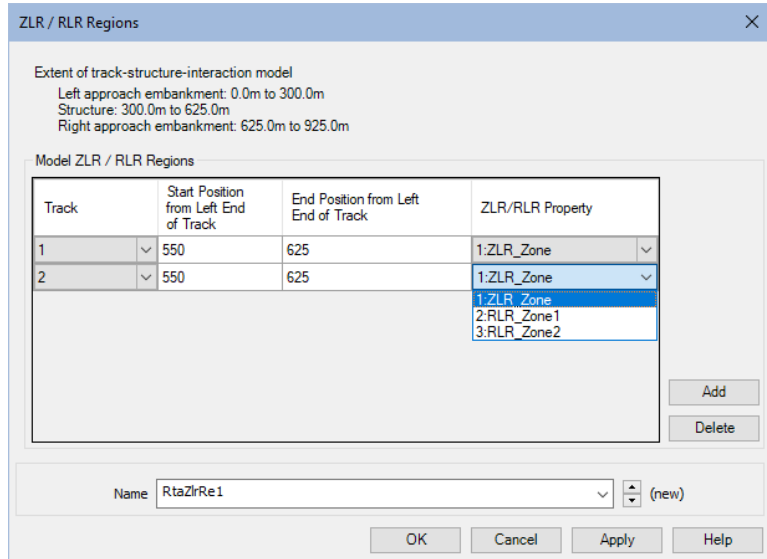 ZLR / RLR Regions
Extent of track-structure-interaction model
Left approach embankment: 0.0m to 300.0m
Structure: 300.0m to 625.0m
Right approach embankment: 625.0m to 925.0m
Model ZLR / RLR Regions
Track
Start Position
from Left End
of Track
End Position from Left
End of Track
ZLR/RLR Property
1 550 625 1:ZLR_Zone
2 550 625 1:ZLR_Zone
1:ZLR_Zone
2:RLR_Zone1
3:RLR_Zone2
Add
Delete
Name RtaZlrRe1 (new)
OK Cancel Apply Help